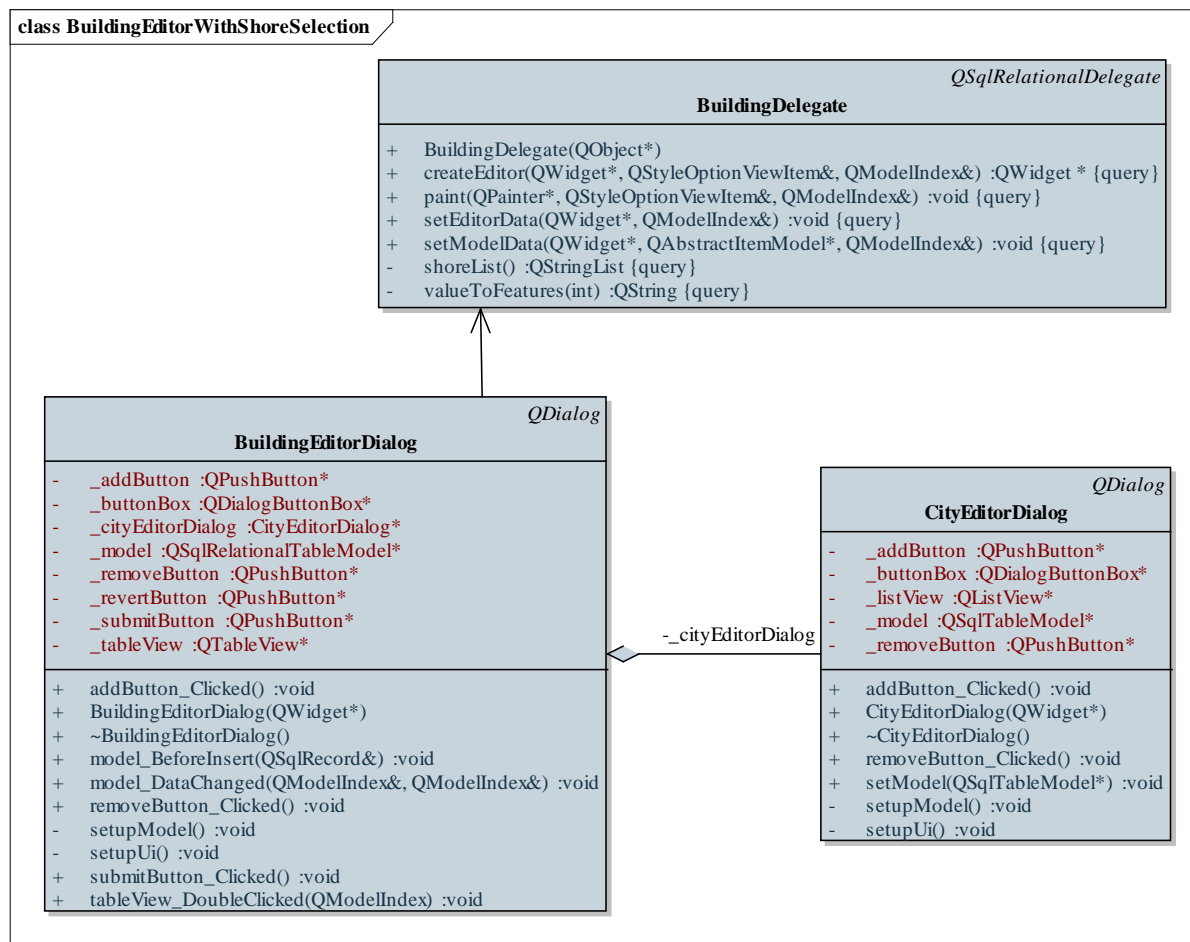 class BuildingEditorWithShoreSelection
QSqlRelationalDelegate
BuildingDelegate
+ BuildingDelegate(QObject*)
+ createEditor(QWidget*, QStyleOptionViewItem&, QModelIndex&) :QWidget * {query}
+ paint(QPainter*, QStyleOptionViewItem&, QModelIndex&) :void {query}
+ setEditorData(QWidget*, QModelIndex&) :void {query}
+ setModelData(QWidget*, QAbstractItemModel*, QModelIndex&) :void {query}
- shoreList() :QStringList {query}
- valueToFeatures(int) :QString {query}
QDialog
BuildingEditorDialog
- _addButton :QPushButton*
- _buttonBox :QDialogButtonBox*
- _cityEditorDialog :CityEditorDialog*
- _model :QSqlRelationalTableModel*
- _removeButton :QPushButton*
- _revertButton :QPushButton*
- _submitButton :QPushButton*
- _tableView :QTableView*
+ addButton_Clicked() :void
+ BuildingEditorDialog(QWidget*)
+ ~BuildingEditorDialog()
+ model_BeforeInsert(QSqlRecord&) :void
+ model_DataChanged(QModelIndex&, QModelIndex&) :void
+ removeButton_Clicked() :void
- setupModel() :void
- setupUi() :void
+ submitButton_Clicked() :void
+ tableView_DoubleClicked(QModelIndex) :void
-_cityEditorDialog
QDialog
CityEditorDialog
- _addButton :QPushButton*
- _buttonBox :QDialogButtonBox*
- _listView :QListView*
- _model :QSqlTableModel*
- _removeButton :QPushButton*
+ addButton_Clicked() :void
+ CityEditorDialog(QWidget*)
+ ~CityEditorDialog()
+ removeButton_Clicked() :void
+ setModel(QSqlTableModel*) :void
- setupModel() :void
- setupUi() :void